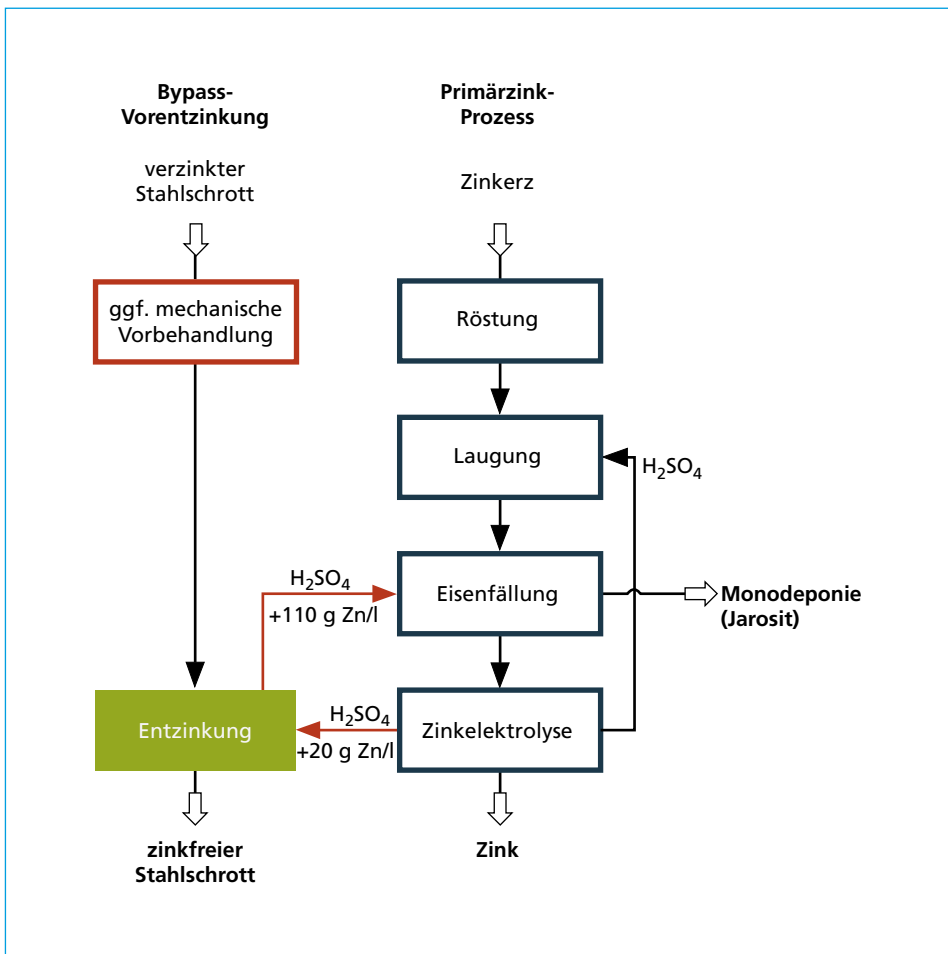 Bypass-
Vorentzinkung
verzinkter
Stahlschrott
ggf. mechanische
Vorbehandlung
Entzinkung
zinkfreier
Stahlschrott
Primärzink-
Prozess
Zinkerz
Röstung
Laugung
H₂SO₄
Eisenfällung
H₂SO₄
+110 g Zn/l
Monodeponie
(Jarosit)
Zinkelektrolyse
H₂SO₄
+20 g Zn/l
Zink